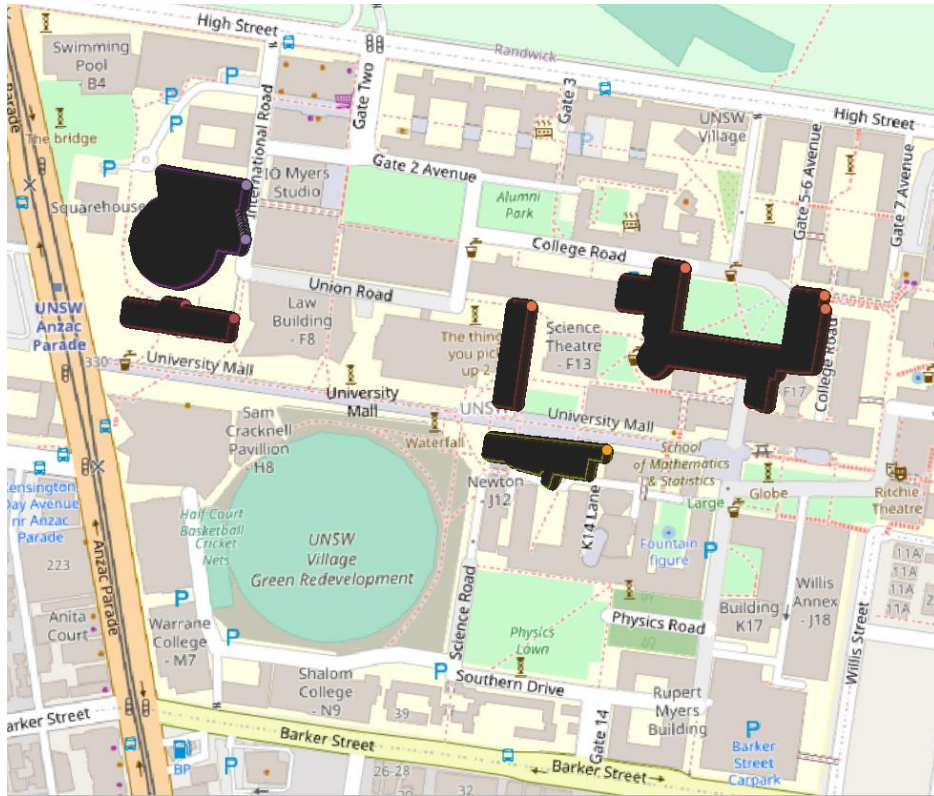 High Street
Swimming
Pool
B4
Randwick
Gate Two
Gate 3
High Street
Parade
The bridge
International Road
UNSW
Village
Gate 5-6 Avenue
Gate 7 Avenue
Gate 2 Avenue
IO Myers
Studio
Squarehouse
Alumni
Park
College Road
Union Road
UNSW
Anzac
Parade
Law
Building
- F8
The thing
you pic
up 2
Science
Theatre
- F13
F17
College Road
330
University Mall
University
Mall
UNSW
University Mall
Sam
Cracknell
Pavillion
H8
Waterfall
School
of Mathematics
& Statistics
Newton
- J12
K14 Lane
Large
Globe
Ritchie
Theatre
Kensington,
Day Avenue
nr Anzac
Parade
Half-Court
Basketball
Cricket
Nets
UNSW
Village
Green Redevelopment
Fountain
figure
223
Anzac Parade
11A
11A
11A
11A
Anita
Court
Warrane
College
- M7
Science Road
Physics
Lawn
Physics Road
Building
- K17
Willis
Annex
- J18
Willis Street
Shalom
College
- N9
39
Southern Drive
Rupert
Myers
Building
Barker Street
Barker Street
Gate 14
Barker
Street
Carpark
BP
26-28
32
Barker Street